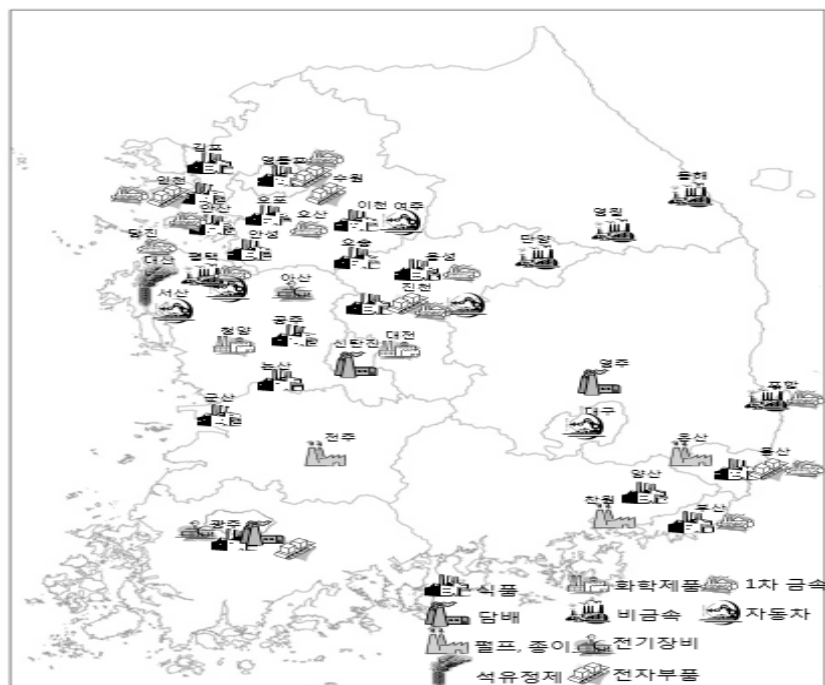 김포
영등포
인천
수원
동해
안산
오포
이천 여주
오산
영월
옹진
안성
단양
오송
음성
평택
대산
아산
진천
서산
공주
청양
신탄진
대전
영주
논산
포항
군산
대구
전주
온산
울산
양산
창원
부산
광주
식품
화학제품
1차 금속
담배
비금속
자동차
펄프, 종이
전기장비
석유정제
전자부품